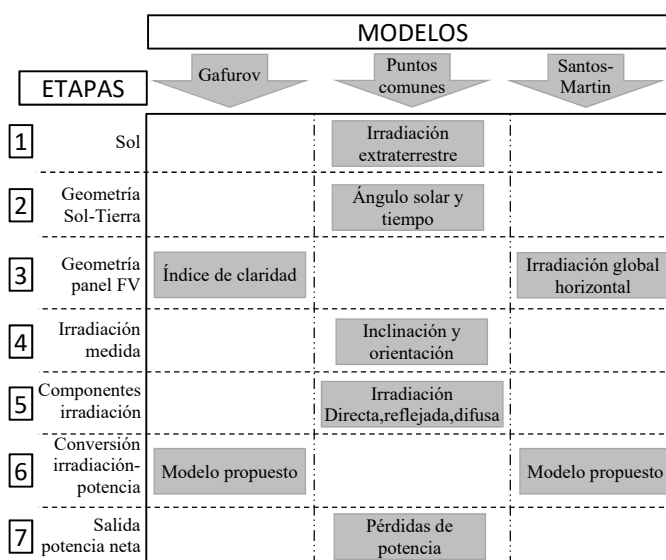 MODELOS
ETAPAS
Gafurov
Puntos
comunes
Santos-
Martin
1
Sol
Irradiación
extraterrestre
2
Geometría
Sol-Tierra
Ángulo solar y
tiempo
3
Geometría
panel FV
Índice de claridad
Irradiación global
horizontal
4
Irradiación
medida
Inclinación y
orientación
5
Componentes
irradiación
Irradiación
Directa,reflejada,difusa
6
Conversión
irradiación-
potencia
Modelo propuesto
Modelo propuesto
7
Salida
potencia neta
Pérdidas de
potencia